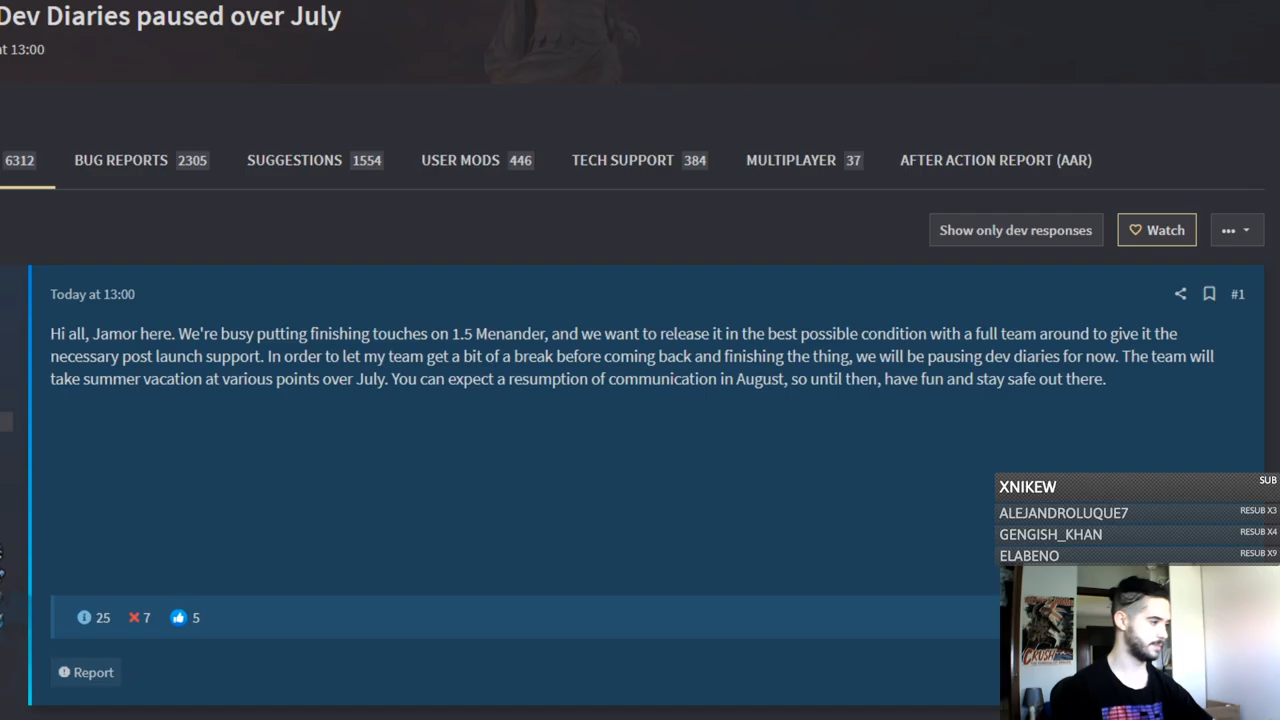 Dev Diaries paused over July
at 13:00
6312 BUG REPORTS 2305 SUGGESTIONS 1554 USER MODS 446 TECH SUPPORT 384 MULTIPLAYER 37 AFTER ACTION REPORT (AAR)
Show only dev responses Watch •••
Today at 13:00 #1
Hi all, Jamor here. We're busy putting finishing touches on 1.5 Menander, and we want to release it in the best possible condition with a full team around to give it the
necessary post launch support. In order to let my team get a bit of a break before coming back and finishing the thing, we will be pausing dev diaries for now. The team will
take summer vacation at various points over July. You can expect a resumption of communication in August, so until then, have fun and stay safe out there.
XNIKEW SUB
ALEJANDROLUQUE7 RESUB X3
GENGISH_KHAN RESUB X4
ELABENO RESUB X9
25 7 5
CRUSH
Report